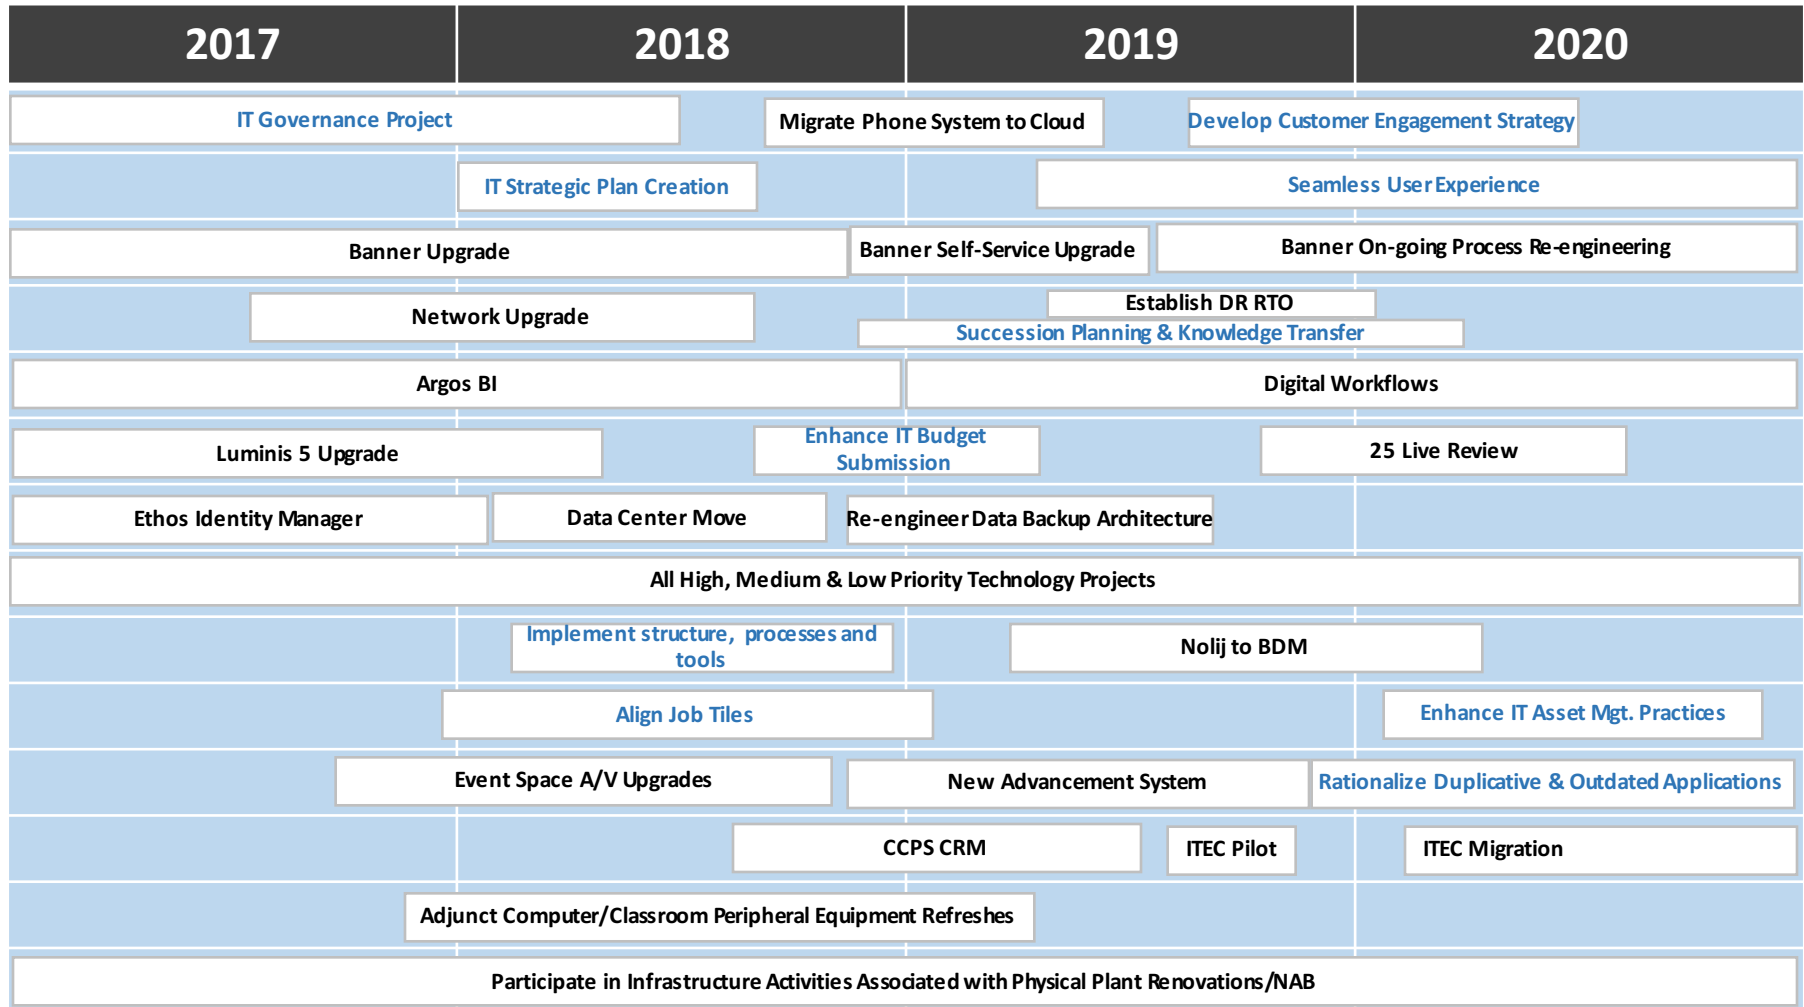 2017 2018 2019 2020
IT Governance Project
Migrate Phone System to Cloud
Develop Customer Engagement Strategy
IT Strategic Plan Creation
Seamless User Experience
Banner Upgrade
Banner Self-Service Upgrade
Banner On-going Process Re-engineering
Network Upgrade
Establish DR RTO
Succession Planning & Knowledge Transfer
Argos BI
Digital Workflows
Luminis 5 Upgrade
Enhance IT Budget
Submission
25 Live Review
Ethos Identity Manager
Data Center Move
Re-engineer Data Backup Architecture
All High, Medium & Low Priority Technology Projects
Implement structure, processes and
tools
Nolij to BDM
Align Job Tiles
Enhance IT Asset Mgt. Practices
Event Space A/V Upgrades
New Advancement System
Rationalize Duplicative & Outdated Applications
CCPS CRM
ITEC Pilot
ITEC Migration
Adjunct Computer/Classroom Peripheral Equipment Refreshes
Participate in Infrastructure Activities Associated with Physical Plant Renovations/NAB